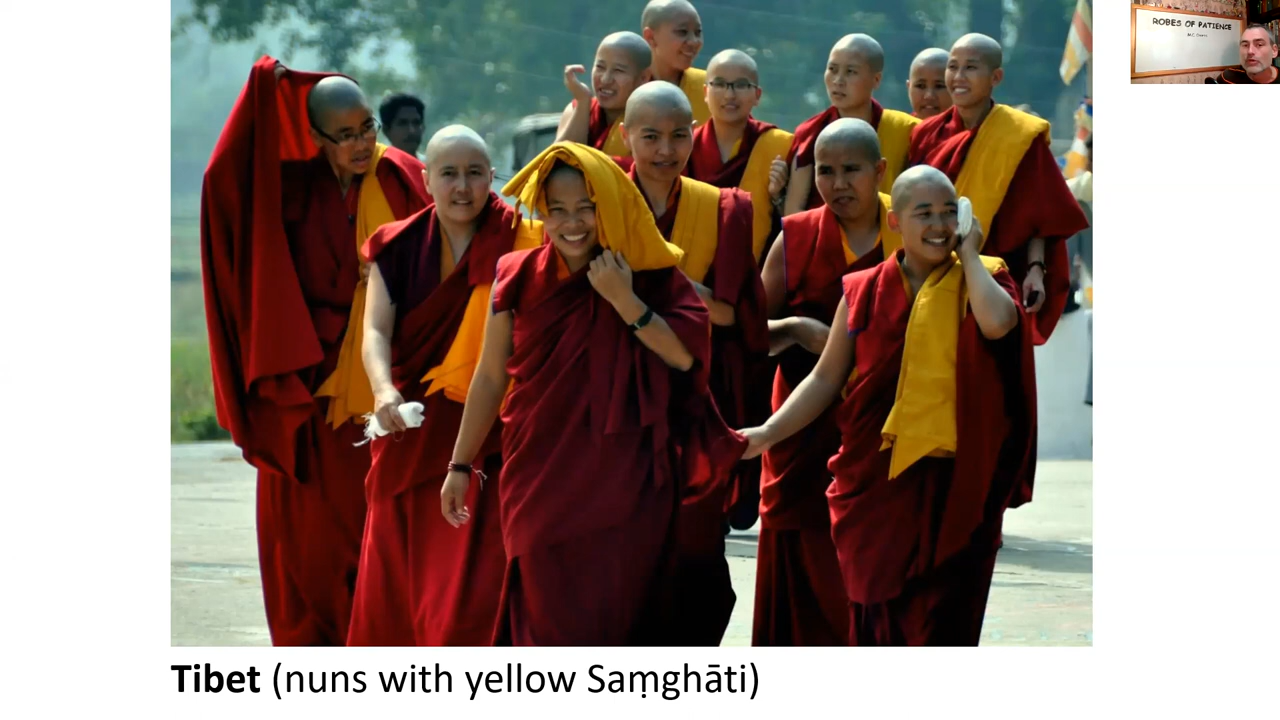 ROBES OF PATIENCE
Tibet (nuns with yellow Saṃghāti)